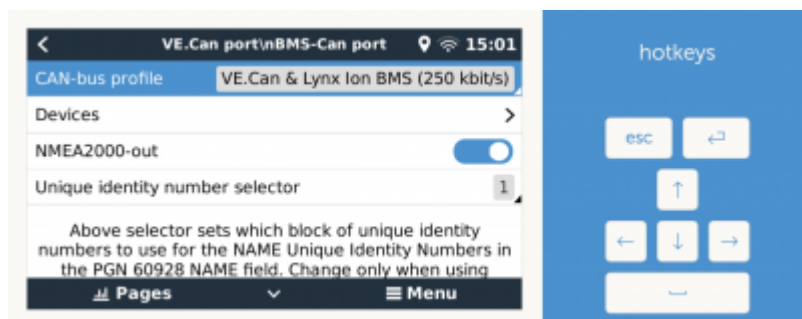 VE.Can port\nBMS-Can port 15:01
CAN-bus profile VE.Can & Lynx Ion BMS (250 kbit/s)
Devices
NMEA2000-out
Unique identity number selector 1
Above selector sets which block of unique identity
numbers to use for the NAME Unique Identity Numbers in
the PGN 60928 NAME field. Change only when using
Pages Menu
hotkeys
esc